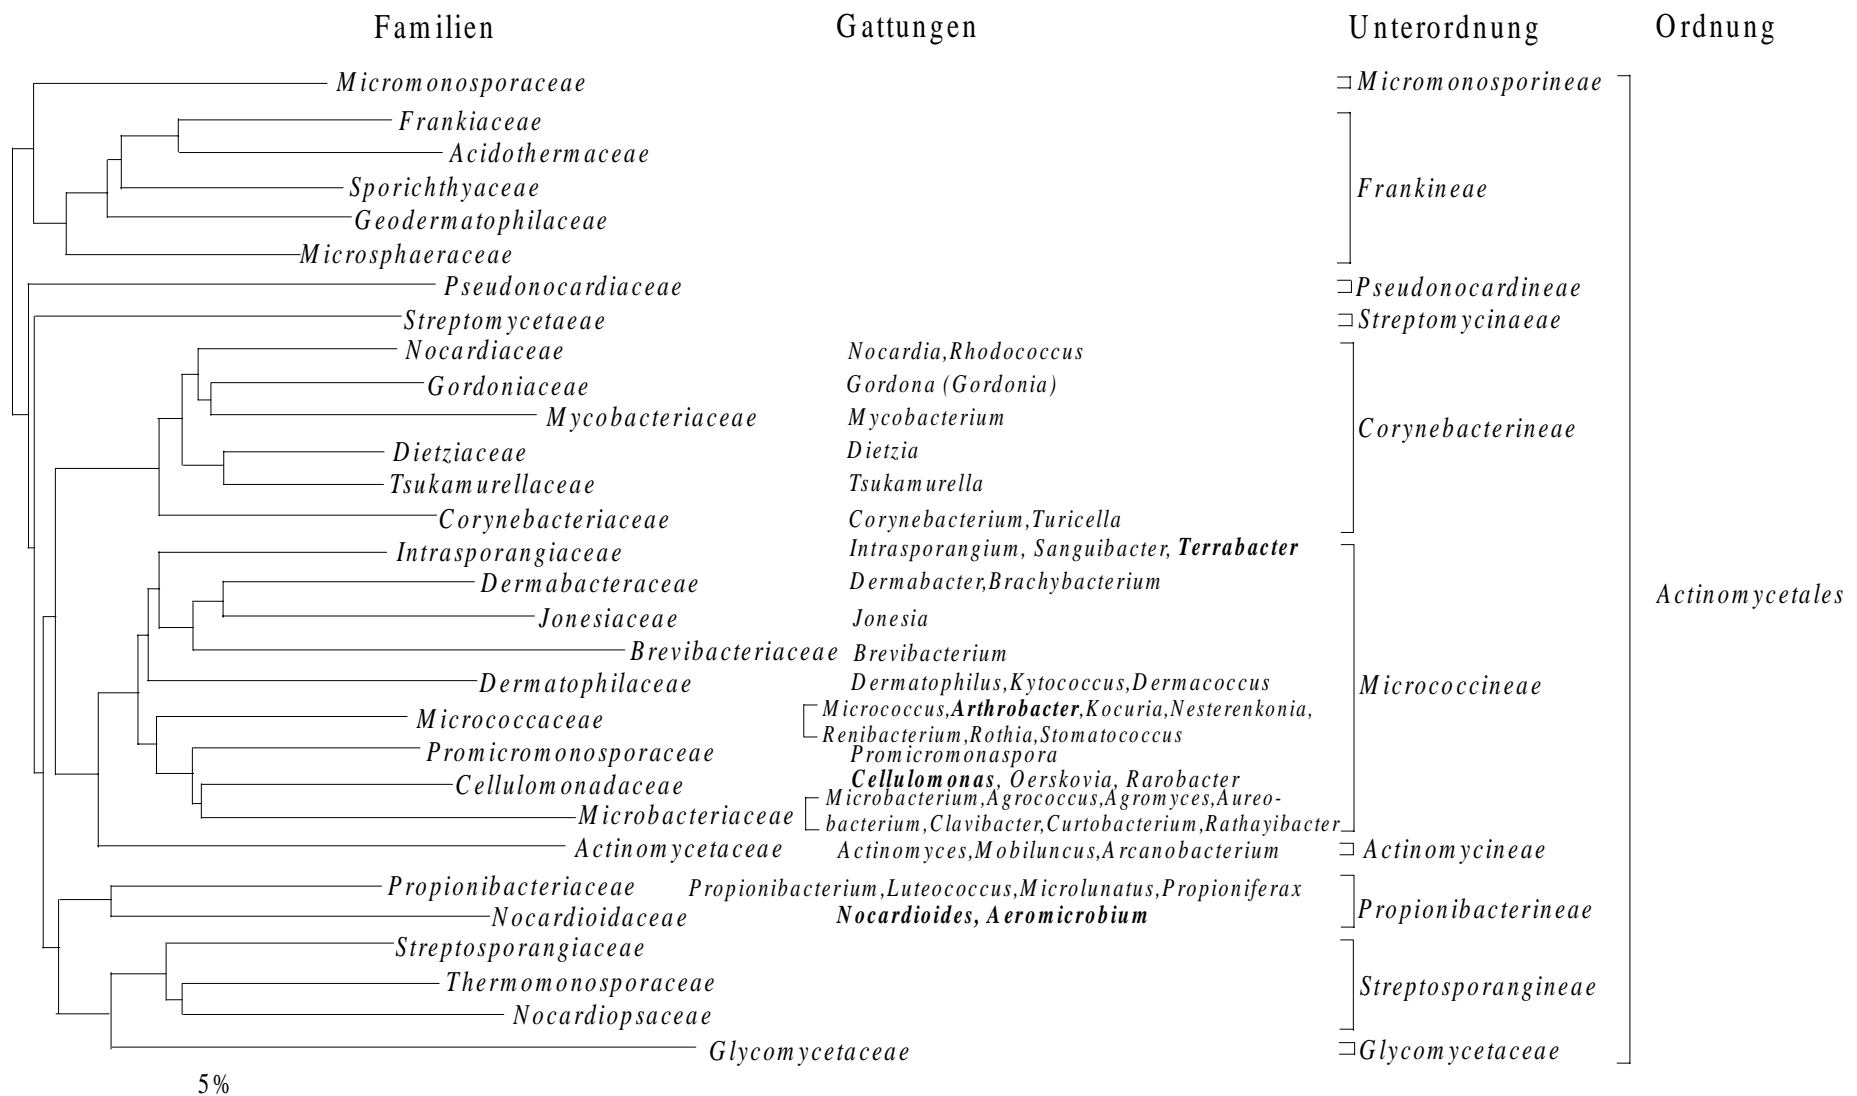 Familien Gattungen Unterordnung Ordnung
Micromonosporaceae Micromonosporineae
Frankiaceae
Acidothermaceae
Sporichthyaceae Frankineae
Geodermatophilaceae
Microsphaeraceae
Pseudonocardiaceae Pseudonocardineae
Streptomycetaeae Streptomycinaeae
Nocardiaceae Nocardia,Rhodococcus
Gordoniaceae Gordona (Gordonia)
Mycobacteriaceae Mycobacterium
Corynebacterineae
Dietziaceae Dietzia
Tsukamurellaceae Tsukamurella
Corynebacteriaceae Corynebacterium,Turicella
Intrasporangiaceae Intrasporangium, Sanguibacter, Terrabacter
Dermabacteraceae Dermabacter,Brachybacterium
Actinomycetales
Jonesiaceae Jonesia
Brevibacteriaceae Brevibacterium
Dermatophilaceae Dermatophilus,Kytococcus,Dermacoccus Micrococcineae
Micrococcaceae Micrococcus,Arthrobacter,Kocuria,Nesterenkonia,
Renibacterium,Rothia,Stomatococcus
Promicromonosporaceae Promicromonaspora
Cellulomonadaceae Cellulomonas, Oerskovia, Rarobacter
Microbacteriaceae Microbacterium,Agrococcus,Agromyces,Aureo-
bacterium,Clavibacter,Curtobacterium,Rathayibacter
Actinomycetaceae Actinomyces,Mobiluncus,Arcanobacterium Actinomycineae
Propionibacteriaceae Propionibacterium,Luteococcus,Microlunatus,Propioniferax
Propionibacterineae
Nocardioidaceae Nocardioides, Aeromicrobium
Streptosporangiaceae
Thermomonosporaceae Streptosporangineae
Nocardiopsaceae
Glycomycetaceae Glycomycetaceae
5%